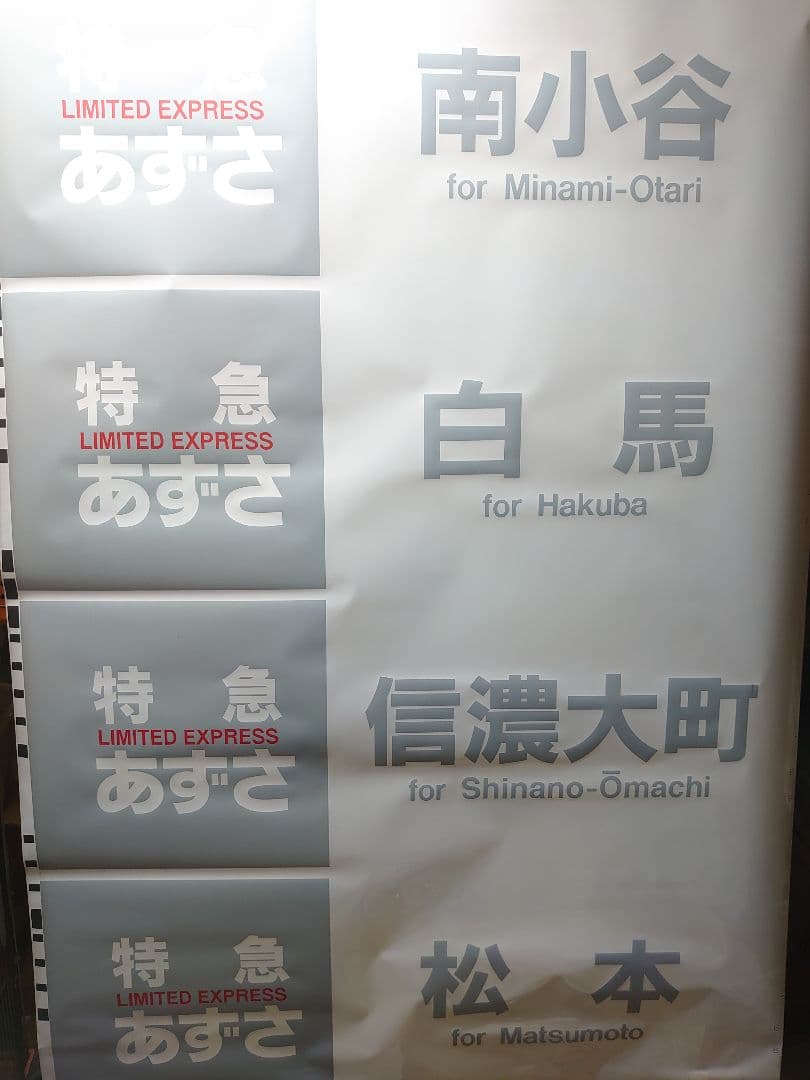 特急
LIMITED EXPRESS
あずさ
南小谷
for Minami-Otari
特急
LIMITED EXPRESS
あずさ
白馬
for Hakuba
特急
LIMITED EXPRESS
あずさ
信濃大町
for Shinano-Ōmachi
特急
LIMITED EXPRESS
あずさ
松本
for Matsumoto